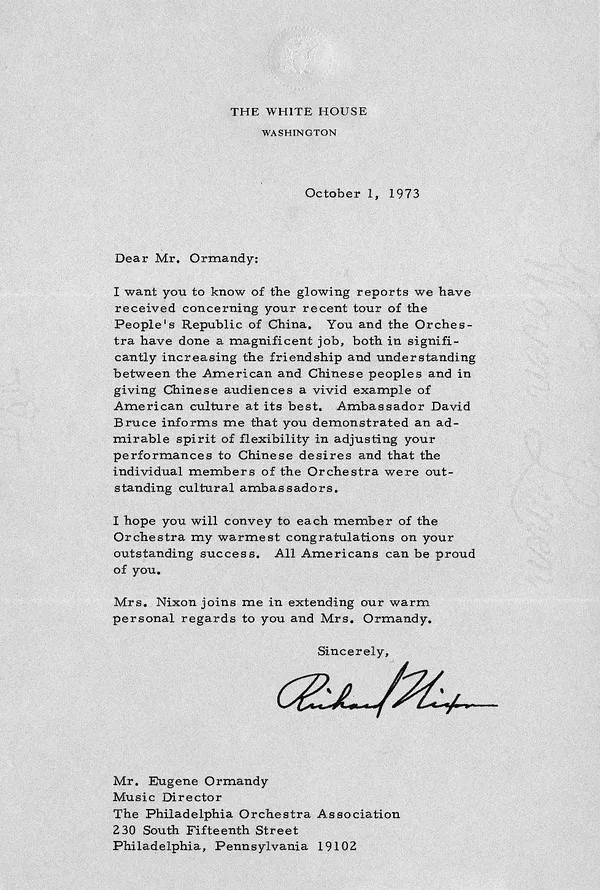 THE WHITE HOUSE
WASHINGTON
October 1, 1973
Dear Mr. Ormandy:
I want you to know of the glowing reports we have
received concerning your recent tour of the
People's Republic of China. You and the Orches-
tra have done a magnificent job, both in signifi-
cantly increasing the friendship and understanding
between the American and Chinese peoples and in
giving Chinese audiences a vivid example of
American culture at its best. Ambassador David
Bruce informs me that you demonstrated an ad-
mirable spirit of flexibility in adjusting your
performances to Chinese desires and that the
individual members of the Orchestra were out-
standing cultural ambassadors.
I hope you will convey to each member of the
Orchestra my warmest congratulations on your
outstanding success. All Americans can be proud
of you.
Mrs. Nixon joins me in extending our warm
personal regards to you and Mrs. Ormandy.
Sincerely,
Richard Nixon
Mr. Eugene Ormandy
Music Director
The Philadelphia Orchestra Association
230 South Fifteenth Street
Philadelphia, Pennsylvania 19102